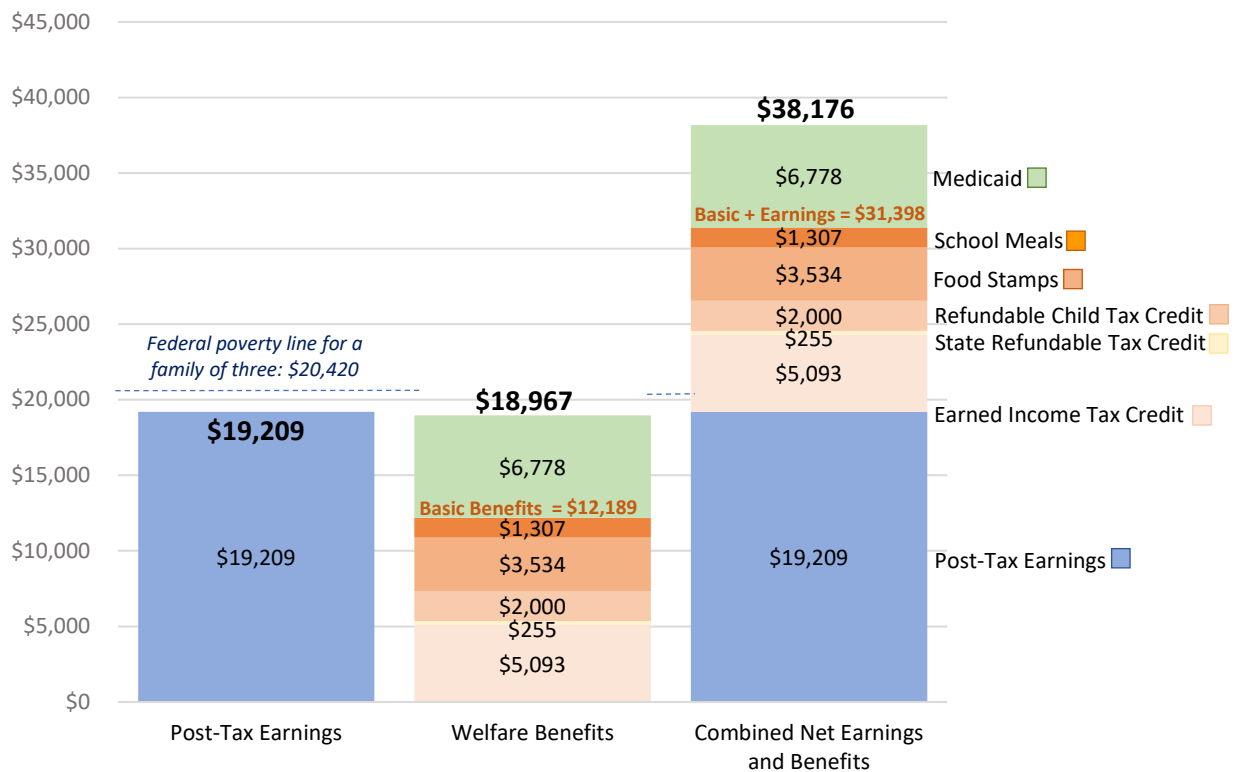 $45,000
$40,000
$35,000
$30,000
$25,000
$20,000
$15,000
$10,000
$5,000
$0
Federal poverty line for a
family of three: $20,420
$19,209
$19,209
Post-Tax Earnings
$18,967
$6,778
Basic Benefits = $12,189
$1,307
$3,534
$2,000
$255
$5,093
Welfare Benefits
$38,176
$6,778
Basic + Earnings = $31,398
$1,307
$3,534
$2,000
$255
$5,093
$19,209
Combined Net Earnings
and Benefits
Medicaid
School Meals
Food Stamps
Refundable Child Tax Credit
State Refundable Tax Credit
Earned Income Tax Credit
Post-Tax Earnings